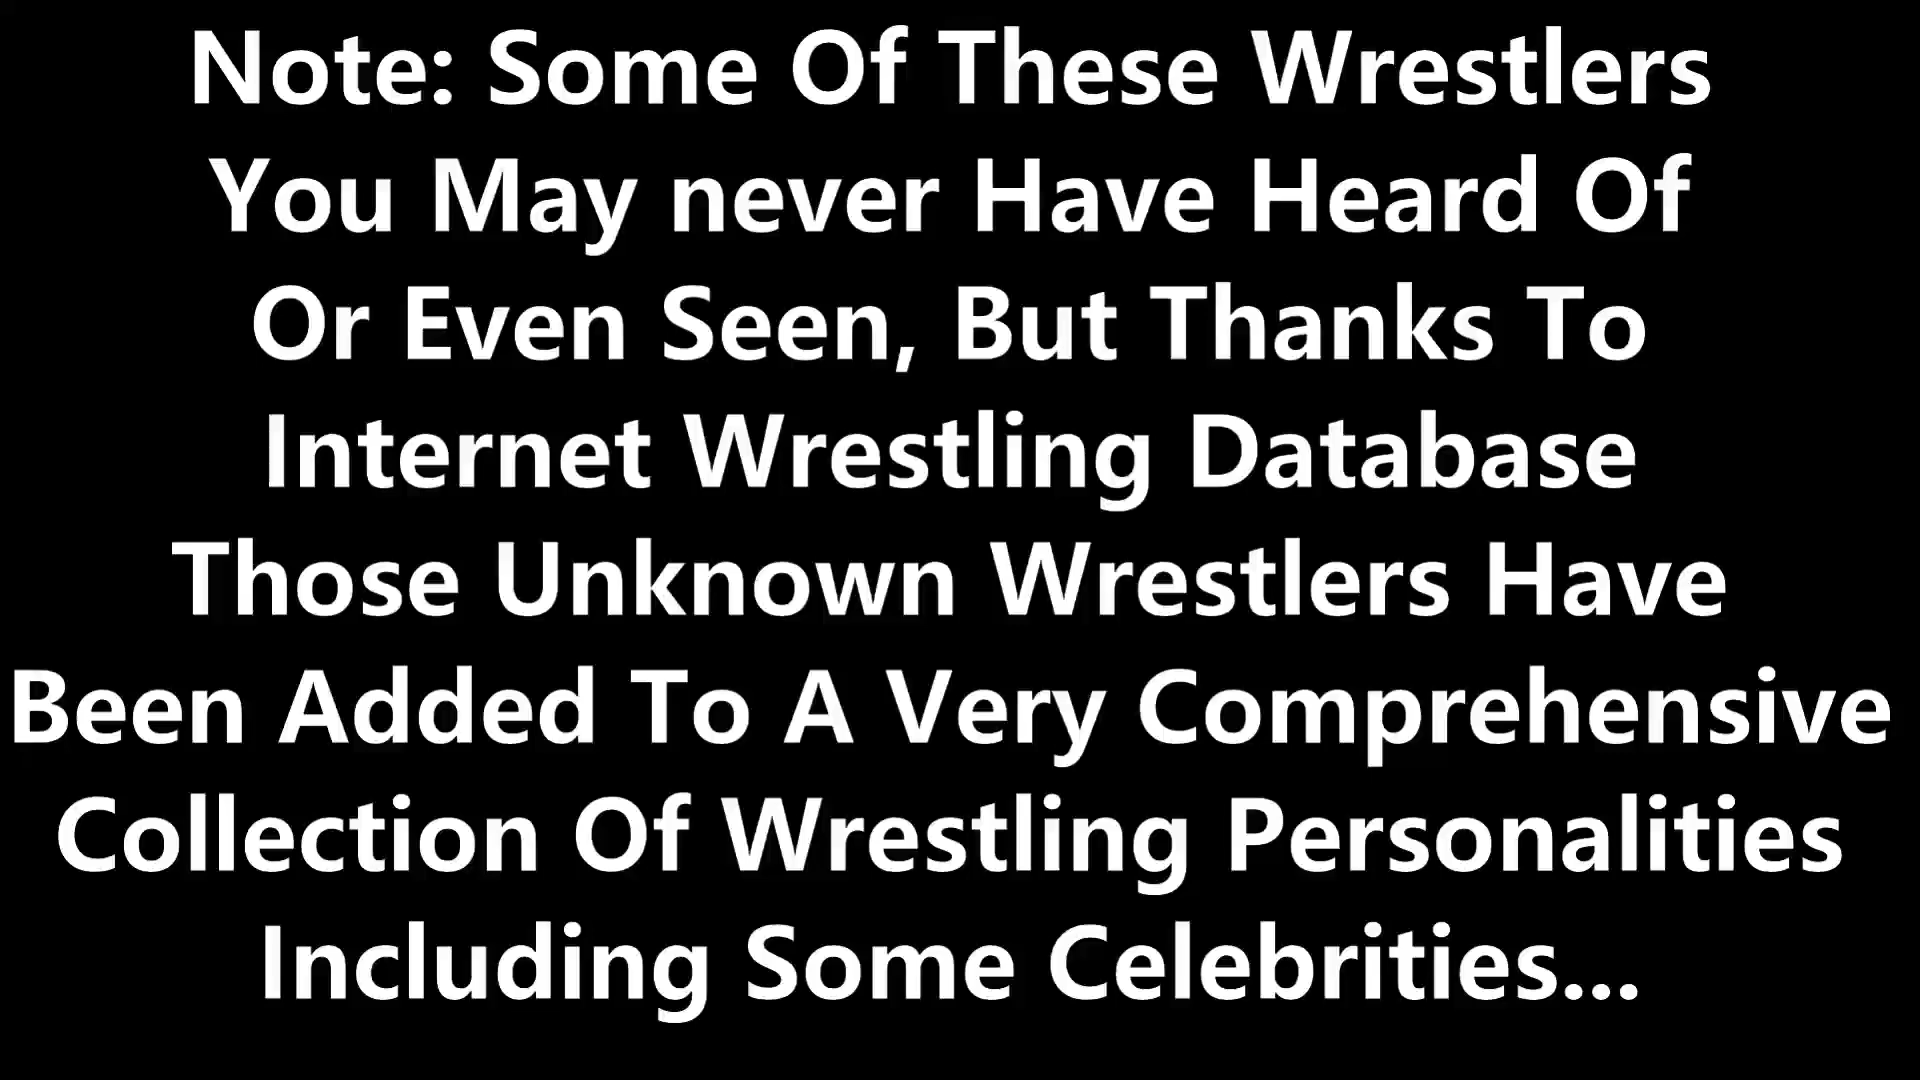 Note: Some Of These Wrestlers
You May never Have Heard Of
Or Even Seen, But Thanks To
Internet Wrestling Database
Those Unknown Wrestlers Have
Been Added To A Very Comprehensive
Collection Of Wrestling Personalities
Including Some Celebrities...